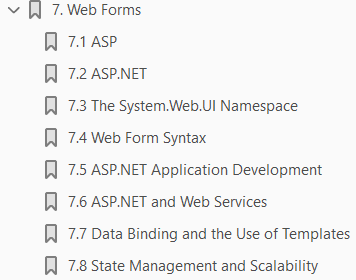 7. Web Forms
7.1 ASP
7.2 ASP.NET
7.3 The System.Web.UI Namespace
7.4 Web Form Syntax
7.5 ASP.NET Application Development
7.6 ASP.NET and Web Services
7.7 Data Binding and the Use of Templates
7.8 State Management and Scalability